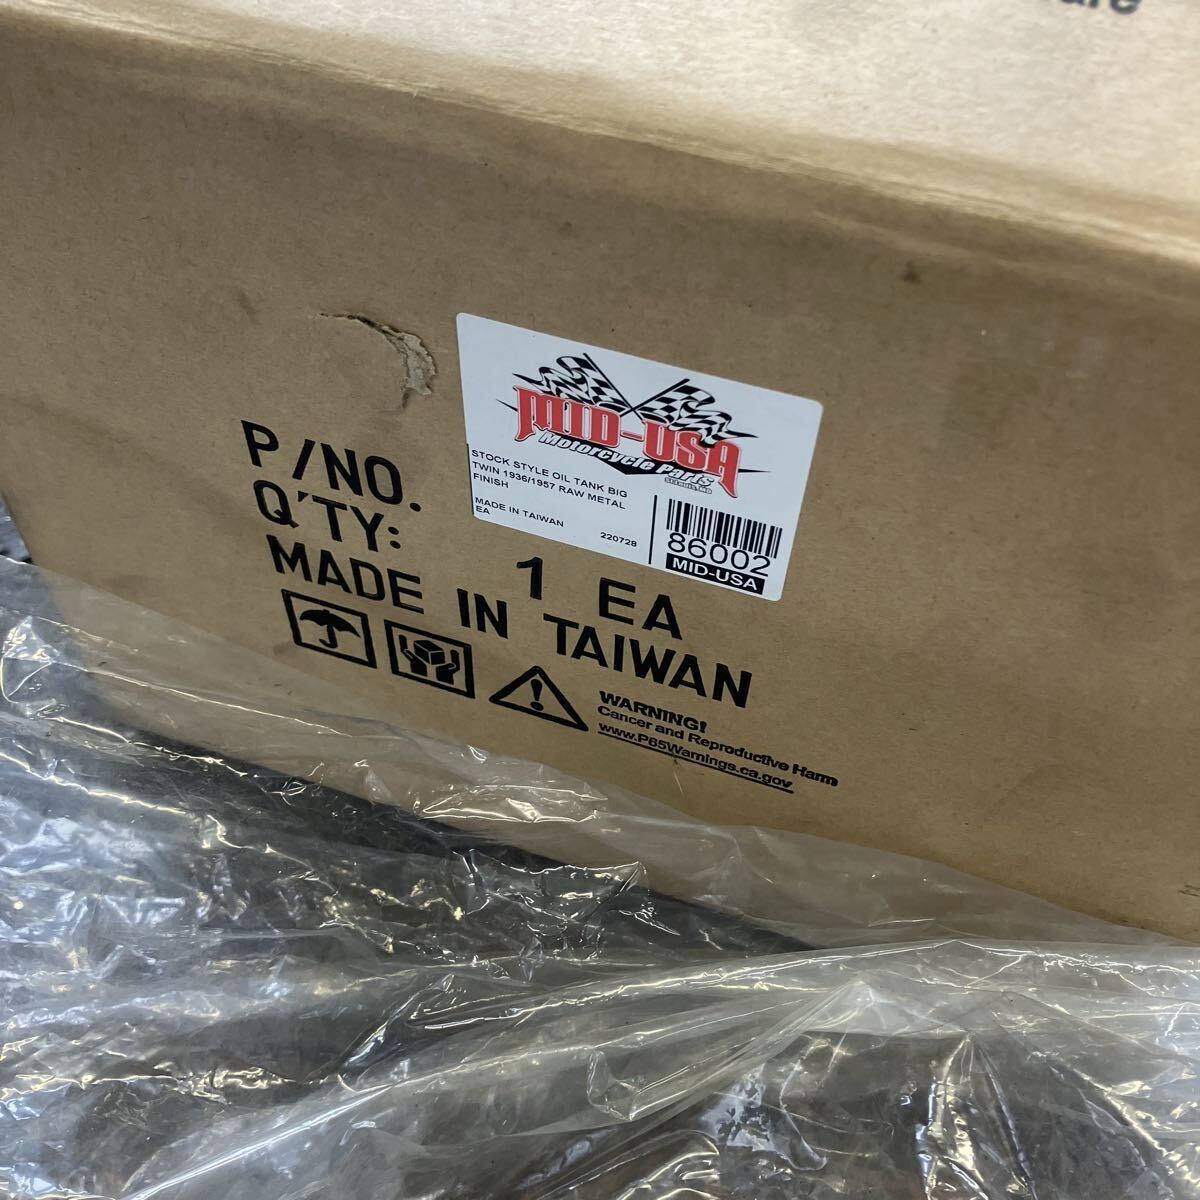 MID-USA
Motorcycle Parts
STOCK STYLE OIL TANK BIG
TWIN 1936/1957 RAW METAL
FINISH
MADE IN TAIWAN
EA
220728
86002
MID-USA
P/NO.
Q'TY: 1 EA
MADE IN TAIWAN
WARNING!
Cancer and Reproductive Harm
www.P65Warnings.ca.gov